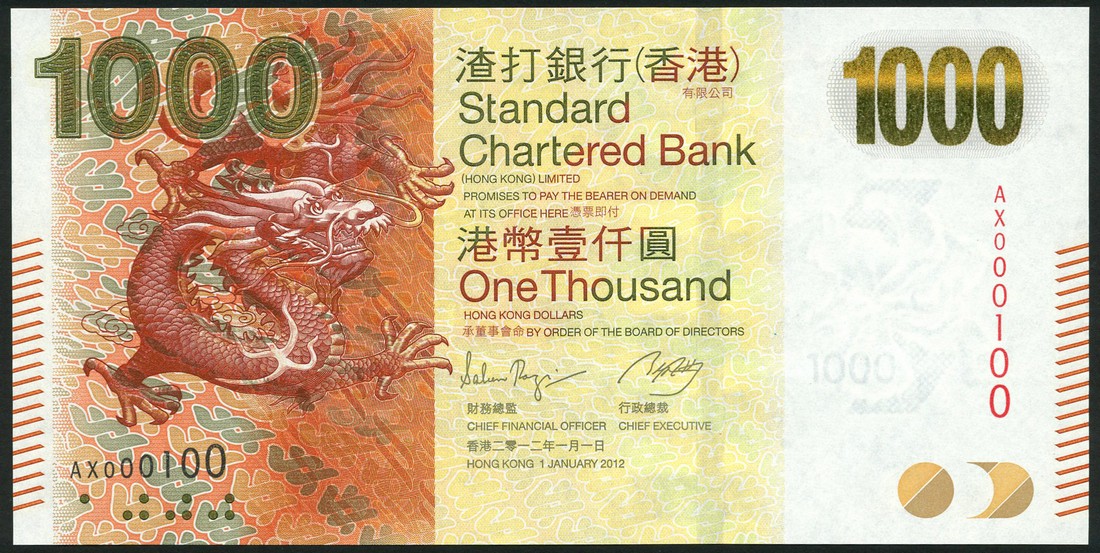 1000
渣打銀行(香港)
有限公司
Standard
Chartered Bank
(HONG KONG) LIMITED
PROMISES TO PAY THE BEARER ON DEMAND
AT ITS OFFICE HERE 憑票即付
港幣壹仟圓
One Thousand
HONG KONG DOLLARS
承董事會命 BY ORDER OF THE BOARD OF DIRECTORS
財務總監 行政總裁
CHIEF FINANCIAL OFFICER CHIEF EXECUTIVE
香港二零一二年一月一日
HONG KONG 1 JANUARY 2012
AX000100
1000
AX000100
1000